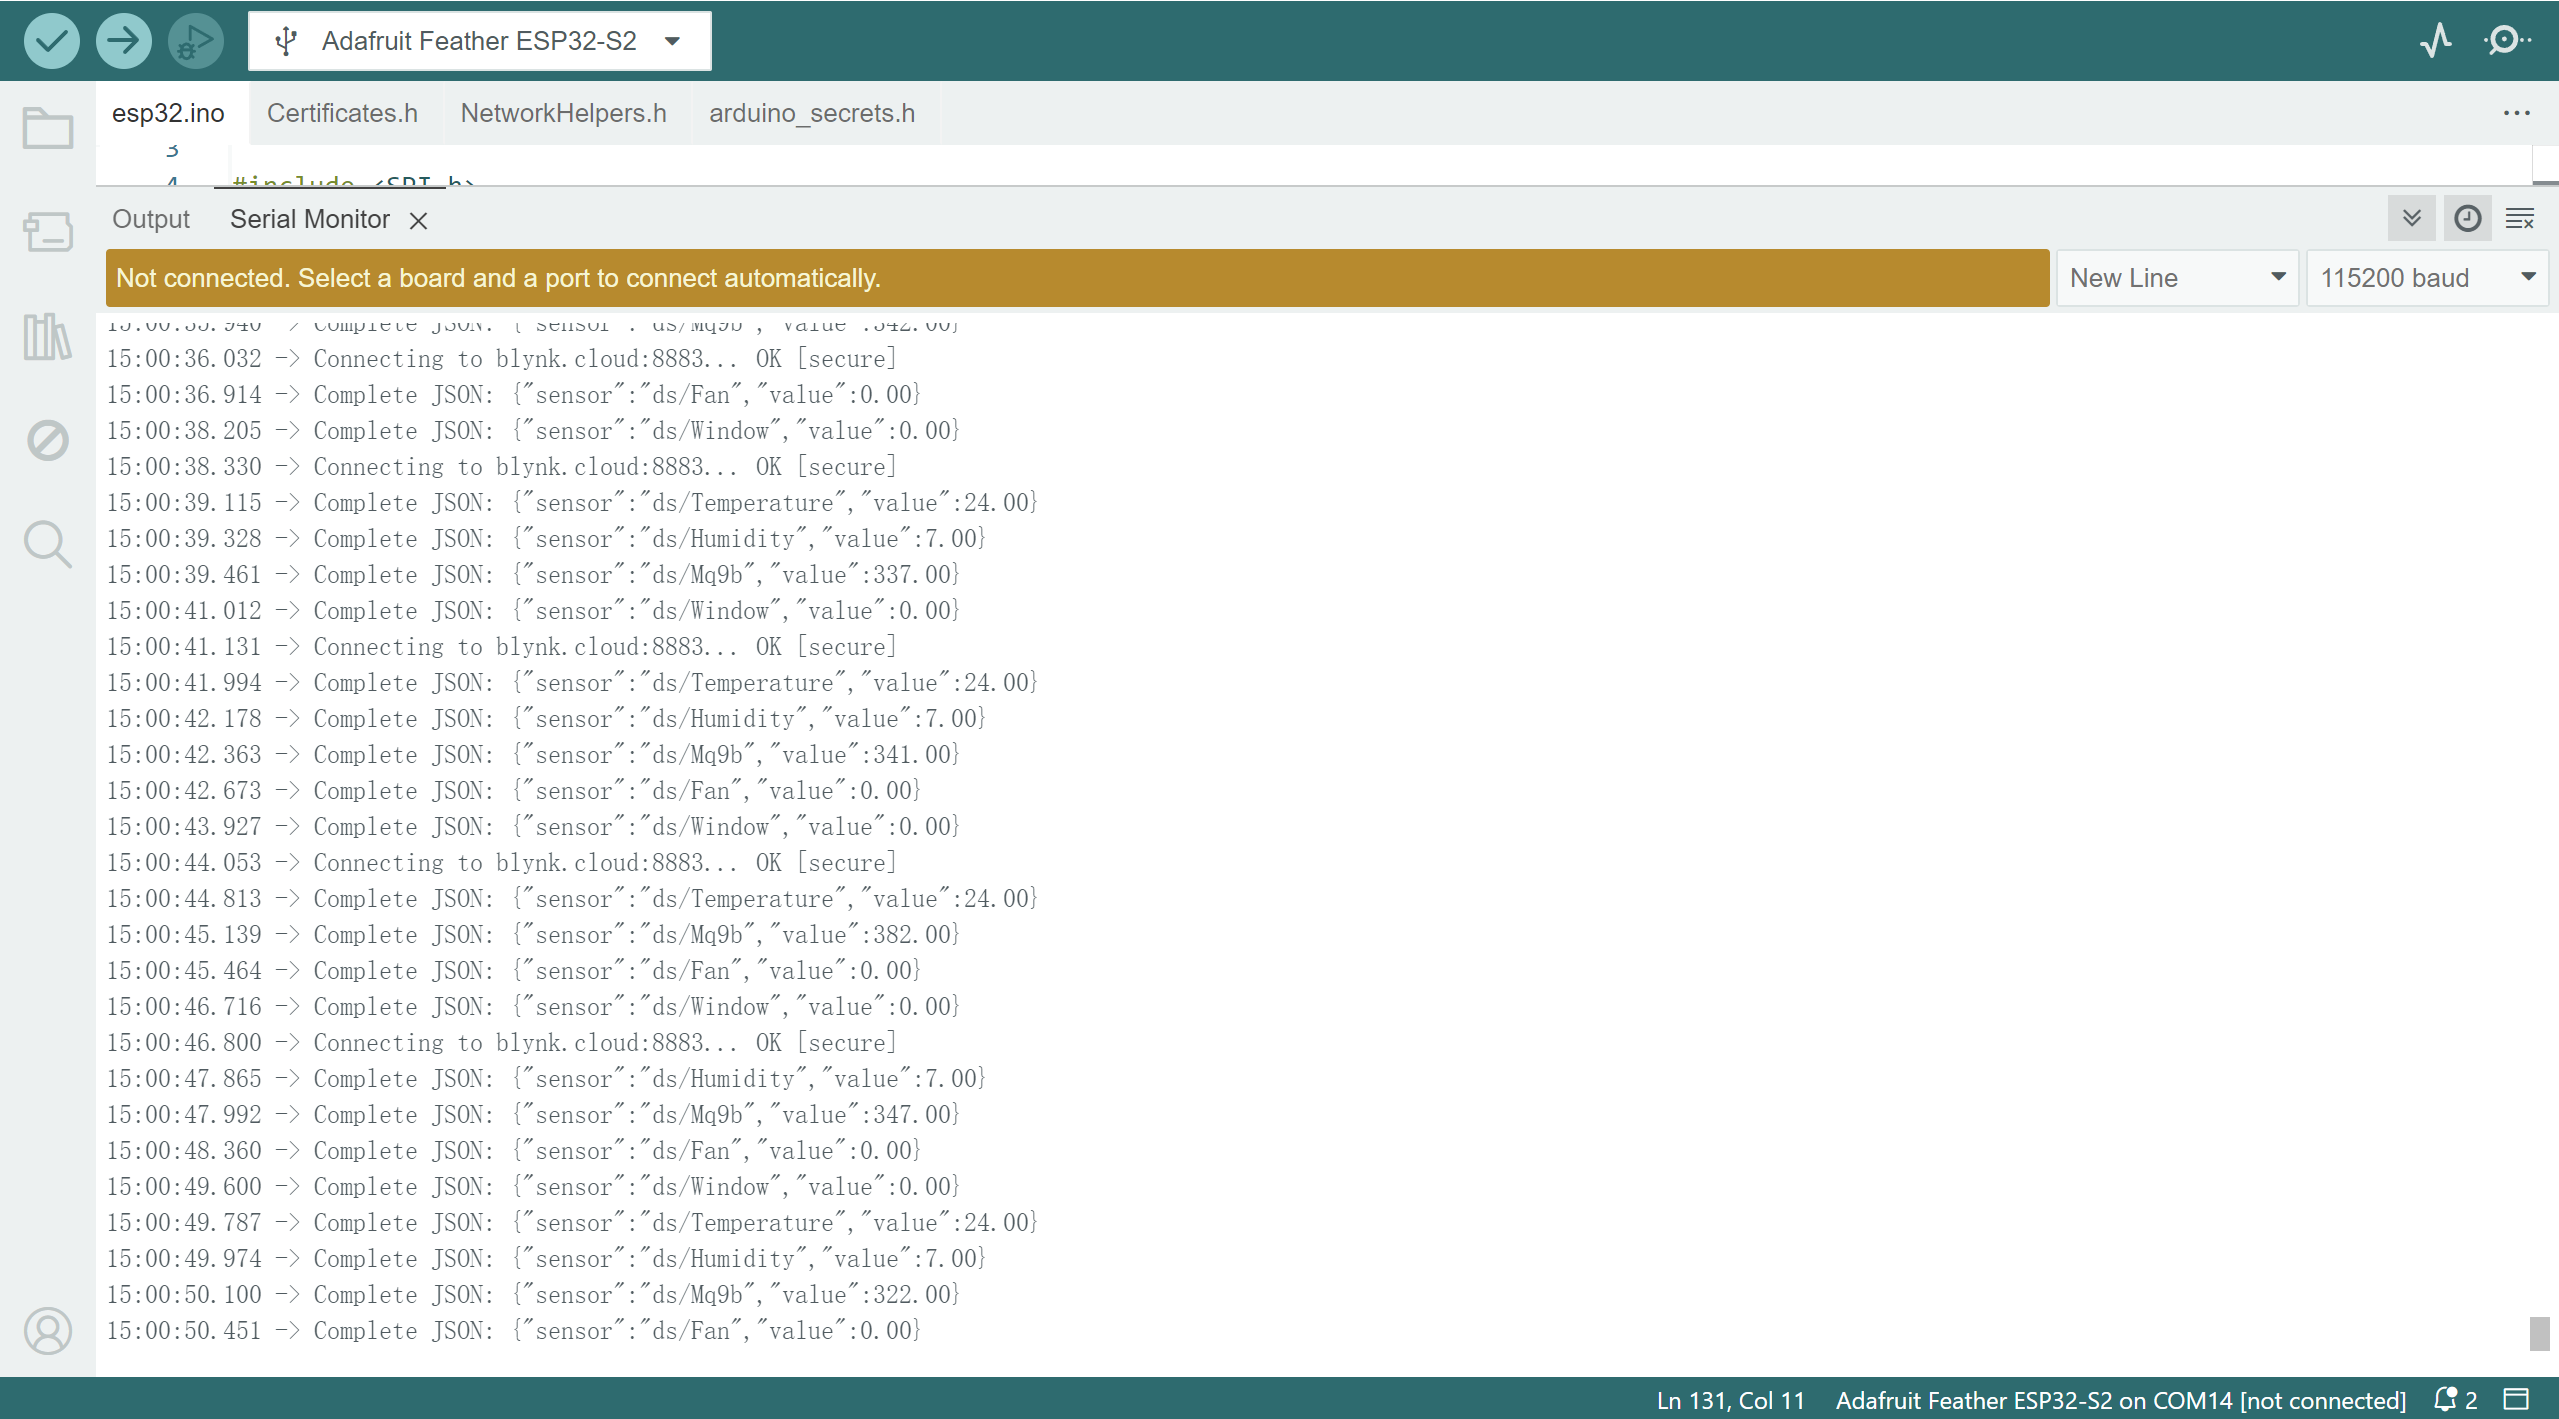 Adafruit Feather ESP32-S2
esp32.ino Certificates.h NetworkHelpers.h arduino_secrets.h ...
3
4 #include <SPI.h>
Output Serial Monitor
Not connected. Select a board and a port to connect automatically. New Line 115200 baud
15:00:35.940 -> Complete JSON: {"sensor":"ds/Mq9b","value":342.00}
15:00:36.032 -> Connecting to blynk.cloud:8883... OK [secure]
15:00:36.914 -> Complete JSON: {"sensor":"ds/Fan","value":0.00}
15:00:38.205 -> Complete JSON: {"sensor":"ds/Window","value":0.00}
15:00:38.330 -> Connecting to blynk.cloud:8883... OK [secure]
15:00:39.115 -> Complete JSON: {"sensor":"ds/Temperature","value":24.00}
15:00:39.328 -> Complete JSON: {"sensor":"ds/Humidity","value":7.00}
15:00:39.461 -> Complete JSON: {"sensor":"ds/Mq9b","value":337.00}
15:00:41.012 -> Complete JSON: {"sensor":"ds/Window","value":0.00}
15:00:41.131 -> Connecting to blynk.cloud:8883... OK [secure]
15:00:41.994 -> Complete JSON: {"sensor":"ds/Temperature","value":24.00}
15:00:42.178 -> Complete JSON: {"sensor":"ds/Humidity","value":7.00}
15:00:42.363 -> Complete JSON: {"sensor":"ds/Mq9b","value":341.00}
15:00:42.673 -> Complete JSON: {"sensor":"ds/Fan","value":0.00}
15:00:43.927 -> Complete JSON: {"sensor":"ds/Window","value":0.00}
15:00:44.053 -> Connecting to blynk.cloud:8883... OK [secure]
15:00:44.813 -> Complete JSON: {"sensor":"ds/Temperature","value":24.00}
15:00:45.139 -> Complete JSON: {"sensor":"ds/Mq9b","value":382.00}
15:00:45.464 -> Complete JSON: {"sensor":"ds/Fan","value":0.00}
15:00:46.716 -> Complete JSON: {"sensor":"ds/Window","value":0.00}
15:00:46.800 -> Connecting to blynk.cloud:8883... OK [secure]
15:00:47.865 -> Complete JSON: {"sensor":"ds/Humidity","value":7.00}
15:00:47.992 -> Complete JSON: {"sensor":"ds/Mq9b","value":347.00}
15:00:48.360 -> Complete JSON: {"sensor":"ds/Fan","value":0.00}
15:00:49.600 -> Complete JSON: {"sensor":"ds/Window","value":0.00}
15:00:49.787 -> Complete JSON: {"sensor":"ds/Temperature","value":24.00}
15:00:49.974 -> Complete JSON: {"sensor":"ds/Humidity","value":7.00}
15:00:50.100 -> Complete JSON: {"sensor":"ds/Mq9b","value":322.00}
15:00:50.451 -> Complete JSON: {"sensor":"ds/Fan","value":0.00}
Ln 131, Col 11 Adafruit Feather ESP32-S2 on COM14 [not connected] 2